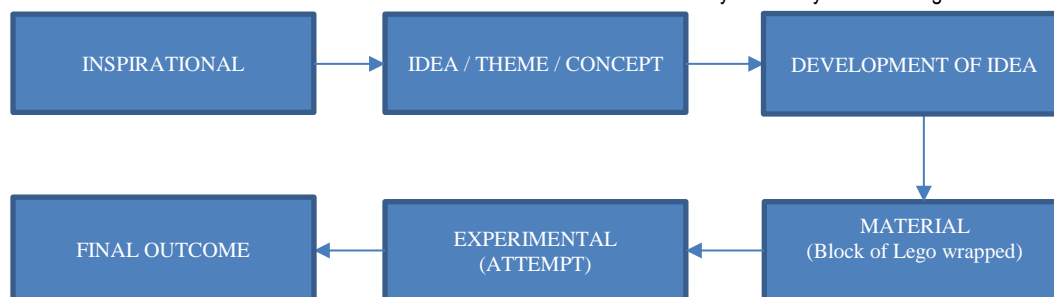 INSPIRATIONAL
IDEA / THEME / CONCEPT
DEVELOPMENT OF IDEA
MATERIAL
(Block of Lego wrapped)
EXPERIMENTAL
(ATTEMPT)
FINAL OUTCOME